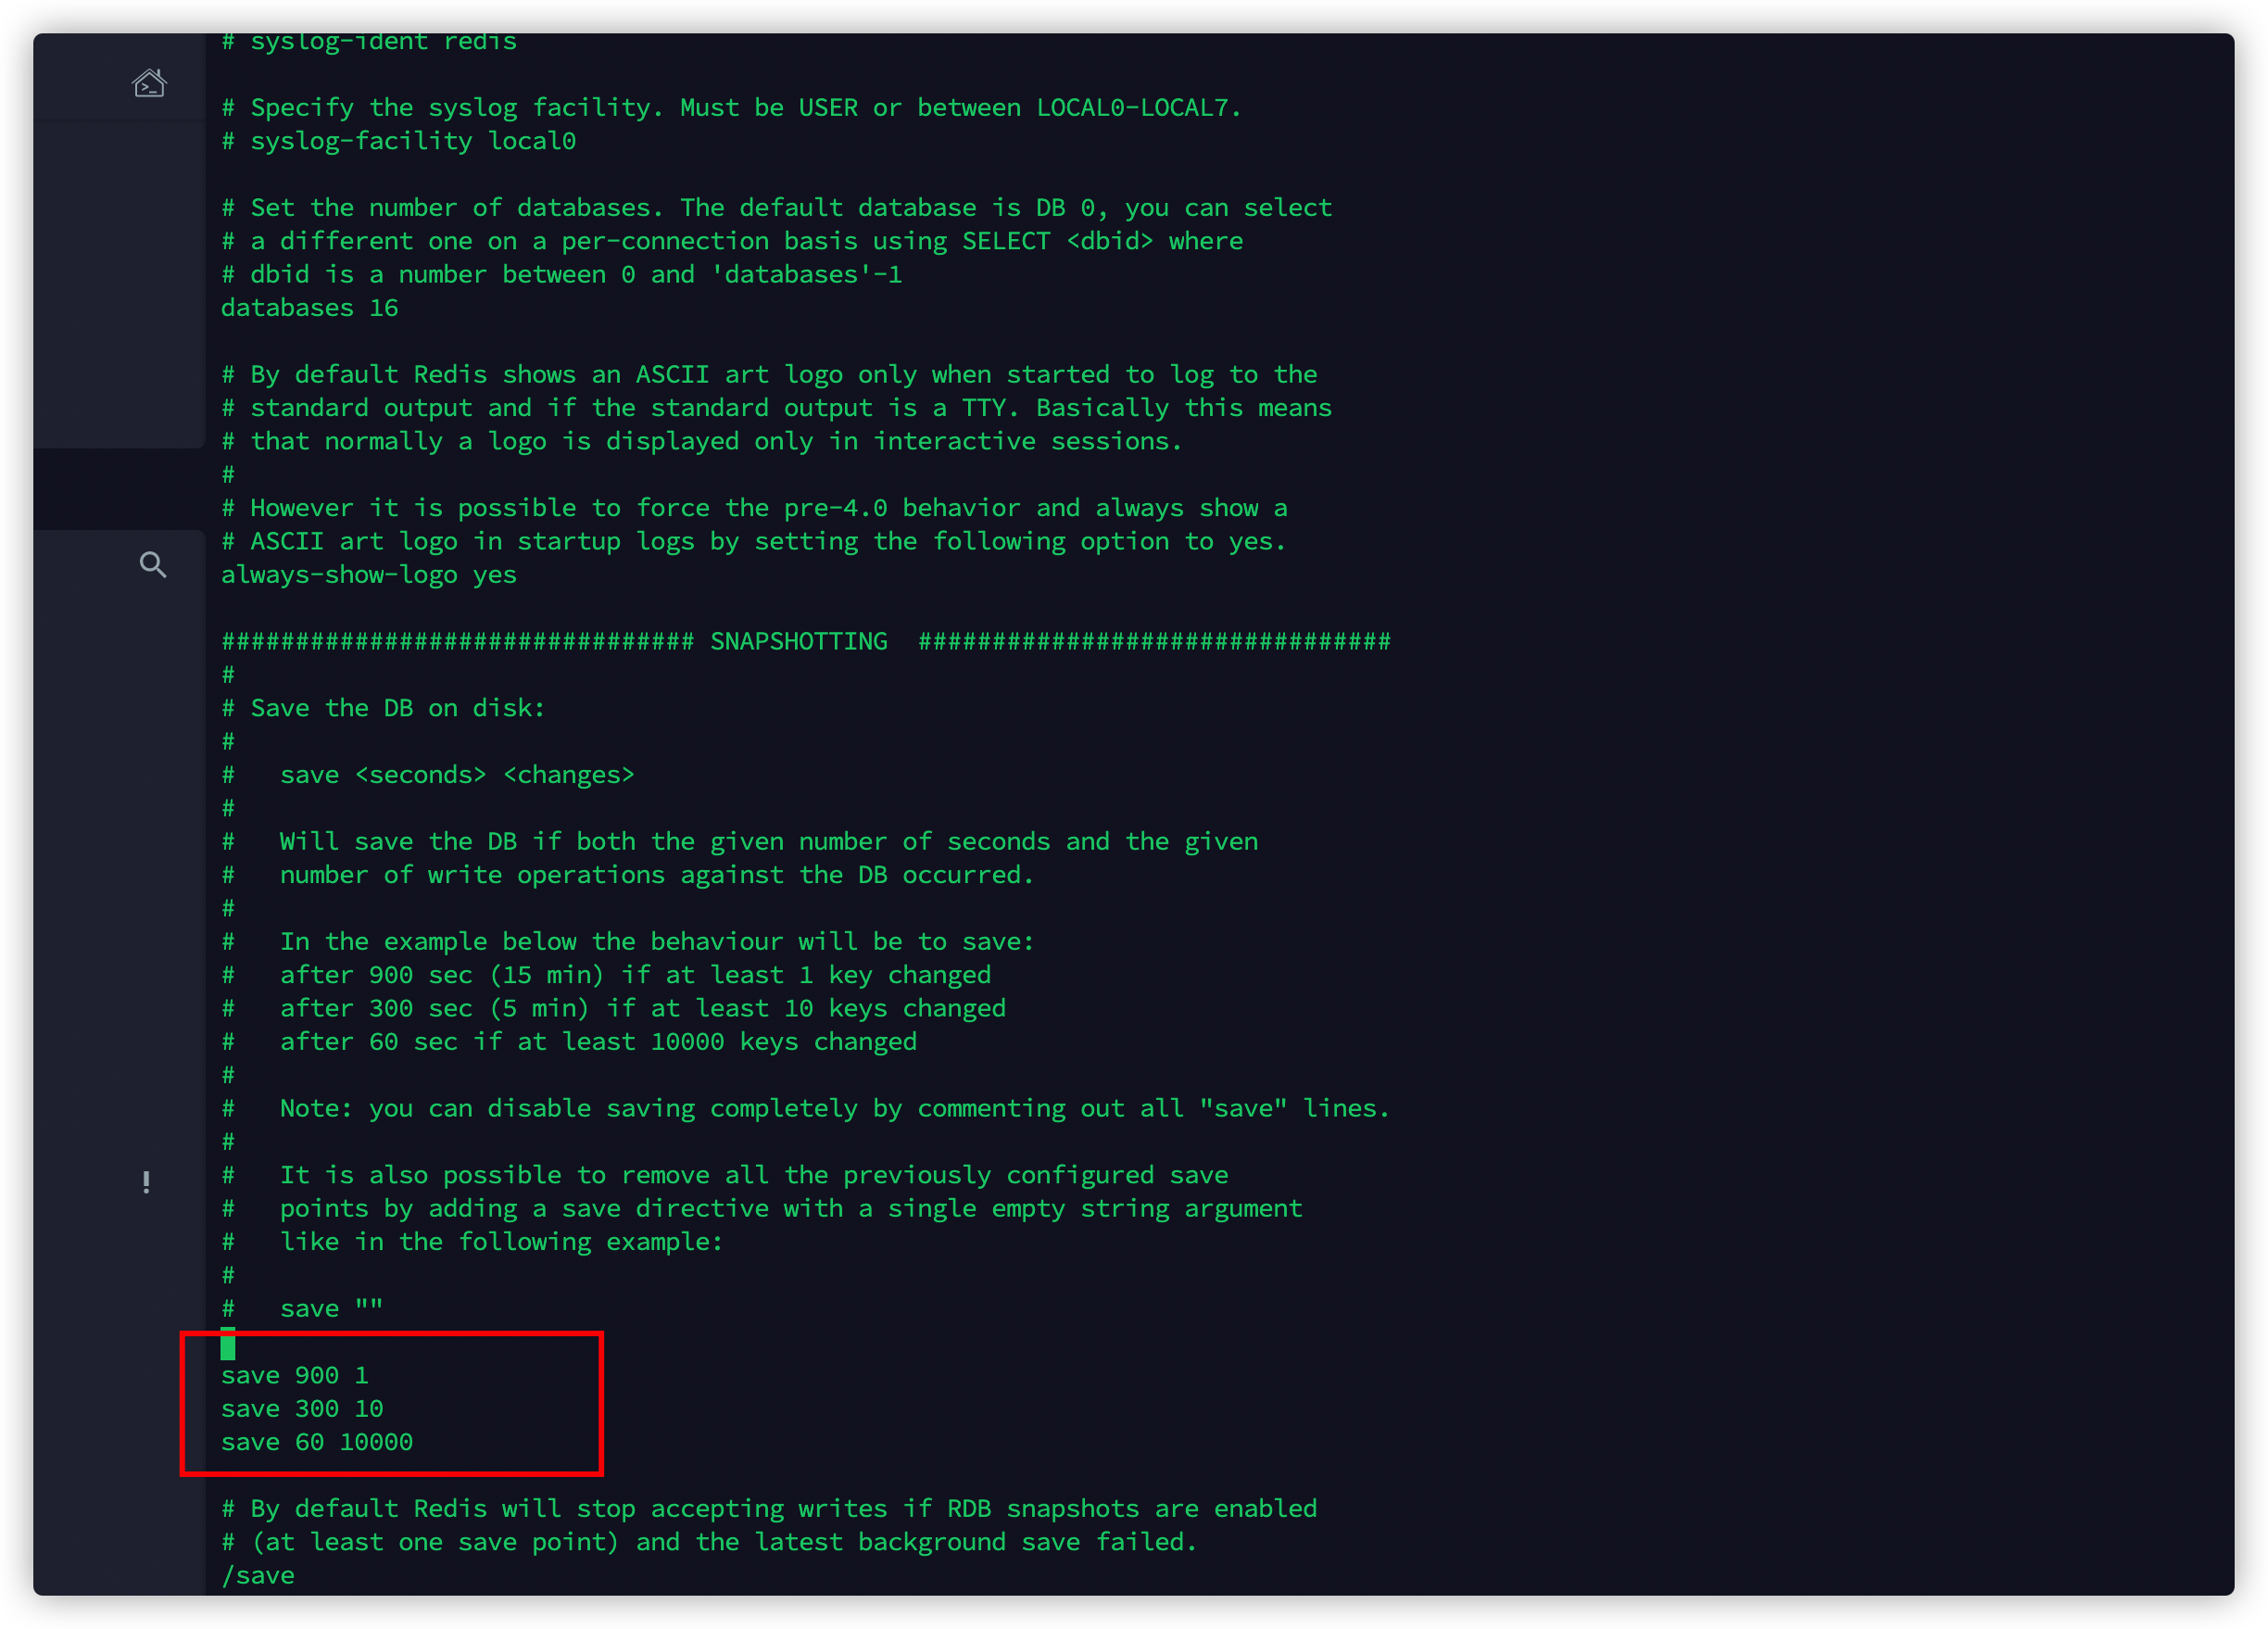 # syslog-ident redis
# Specify the syslog facility. Must be USER or between LOCAL0-LOCAL7.
# syslog-facility local0
# Set the number of databases. The default database is DB 0, you can select
# a different one on a per-connection basis using SELECT <dbid> where
# dbid is a number between 0 and 'databases'-1
databases 16
# By default Redis shows an ASCII art logo only when started to log to the
# standard output and if the standard output is a TTY. Basically this means
# that normally a logo is displayed only in interactive sessions.
#
# However it is possible to force the pre-4.0 behavior and always show a
# ASCII art logo in startup logs by setting the following option to yes.
always-show-logo yes
################################ SNAPSHOTTING  ################################
#
# Save the DB on disk:
#
#   save <seconds> <changes>
#
#   Will save the DB if both the given number of seconds and the given
#   number of write operations against the DB occurred.
#
#   In the example below the behaviour will be to save:
#   after 900 sec (15 min) if at least 1 key changed
#   after 300 sec (5 min) if at least 10 keys changed
#   after 60 sec if at least 10000 keys changed
#
#   Note: you can disable saving completely by commenting out all "save" lines.
#
#   It is also possible to remove all the previously configured save
#   points by adding a save directive with a single empty string argument
#   like in the following example:
#
#   save ""
save 900 1
save 300 10
save 60 10000
# By default Redis will stop accepting writes if RDB snapshots are enabled
# (at least one save point) and the latest background save failed.
/save